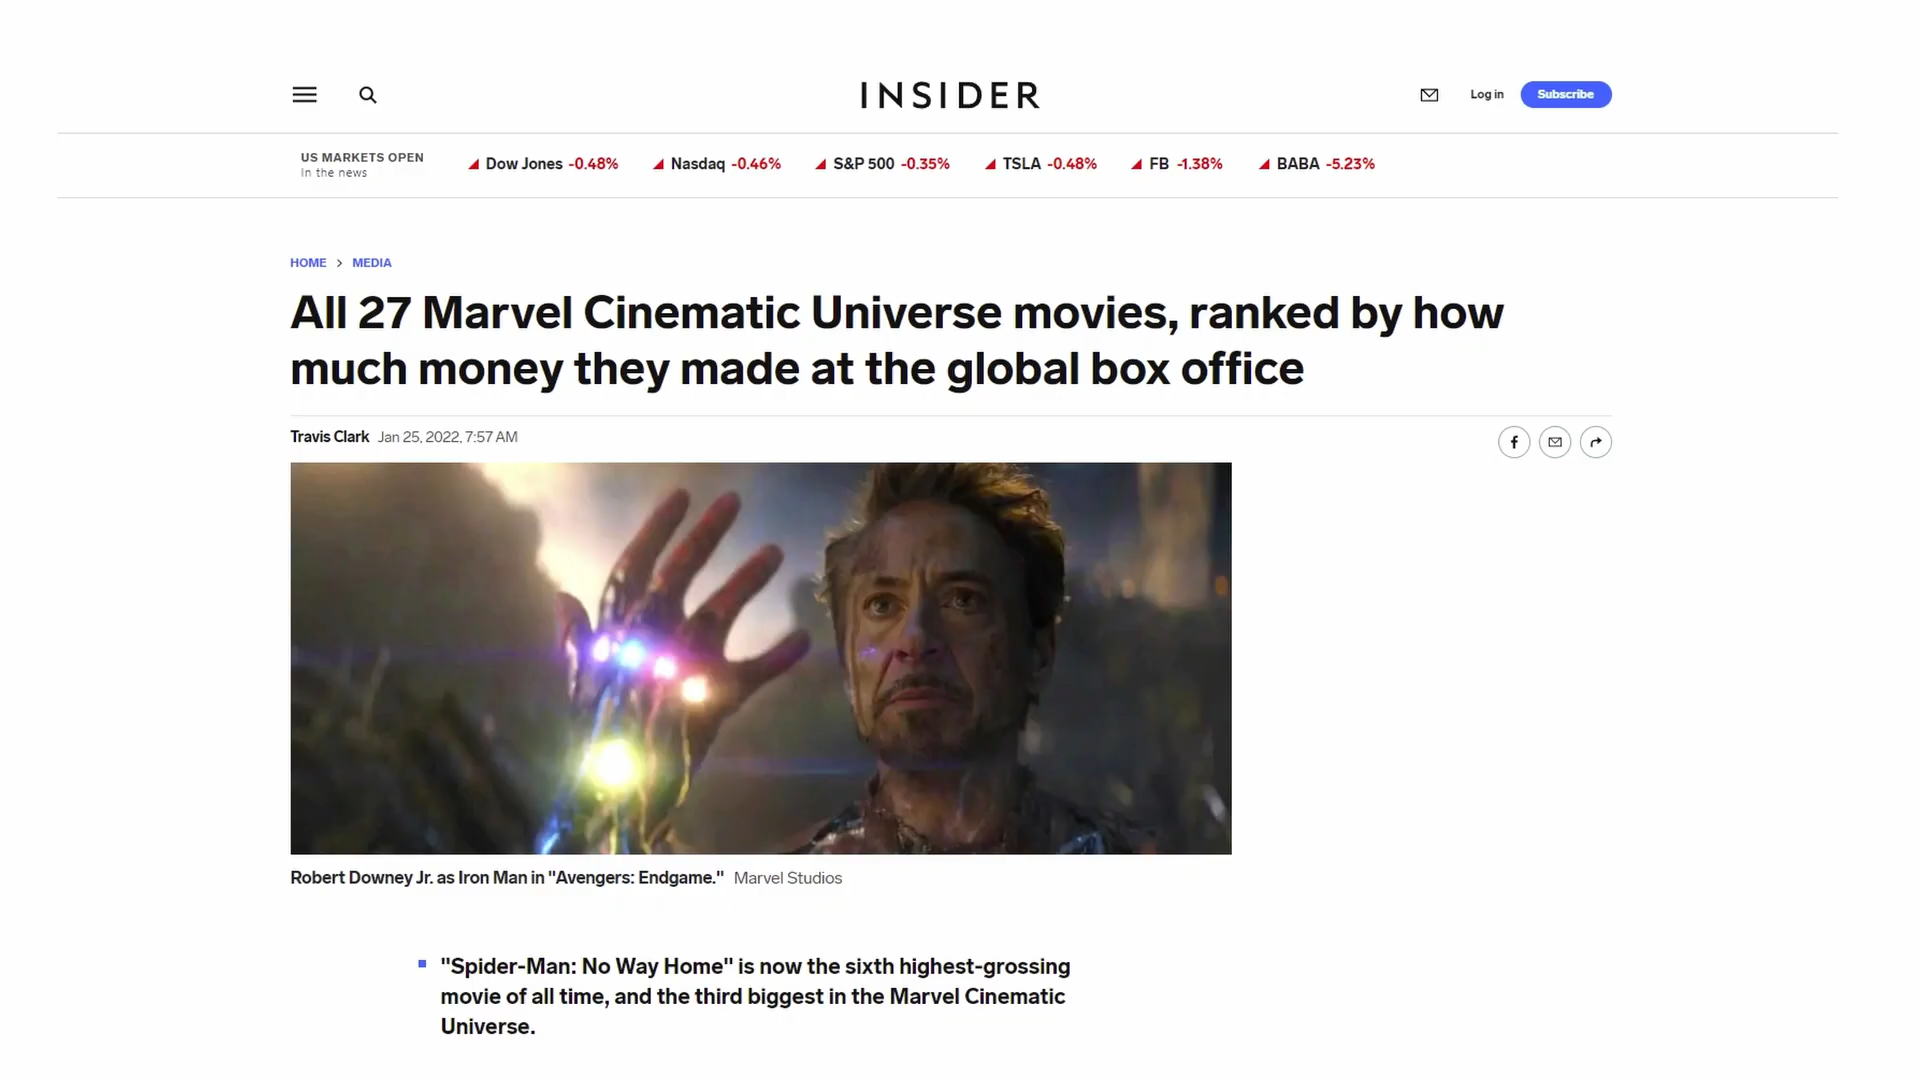 INSIDER
Log in
Subscribe
US MARKETS OPEN
In the news
Dow Jones -0.48%
Nasdaq -0.46%
S&P 500 -0.35%
TSLA -0.48%
FB -1.38%
BABA -5.23%
HOME > MEDIA
All 27 Marvel Cinematic Universe movies, ranked by how
much money they made at the global box office
Travis Clark Jan 25, 2022, 7:57 AM
Robert Downey Jr. as Iron Man in "Avengers: Endgame." Marvel Studios
"Spider-Man: No Way Home" is now the sixth highest-grossing
movie of all time, and the third biggest in the Marvel Cinematic
Universe.